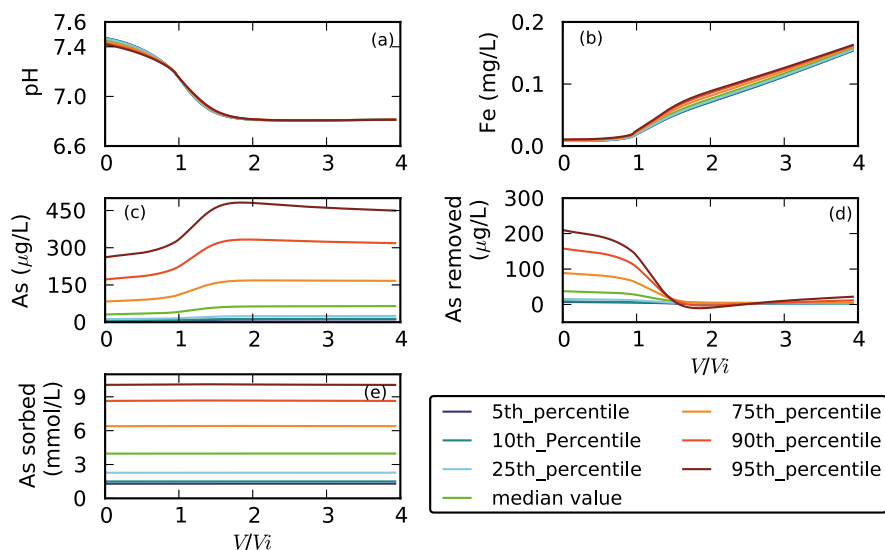 7.6
7.4
7.0
6.6
pH
(a)
0 1 2 3 4
0.2
0.1
0.0
Fe (mg/L)
(b)
0 1 2 3 4
450
300
150
0
As (μg/L)
(c)
0 1 2 3 4
300
200
100
0
As removed
(μg/L)
(d)
0 1 2 3 4
V/Vi
9
6
3
0
As sorbed
(mmol/L)
(e)
0 1 2 3 4
V/Vi
5th_percentile
10th_Percentile
25th_percentile
median value
75th_percentile
90th_percentile
95th_percentile